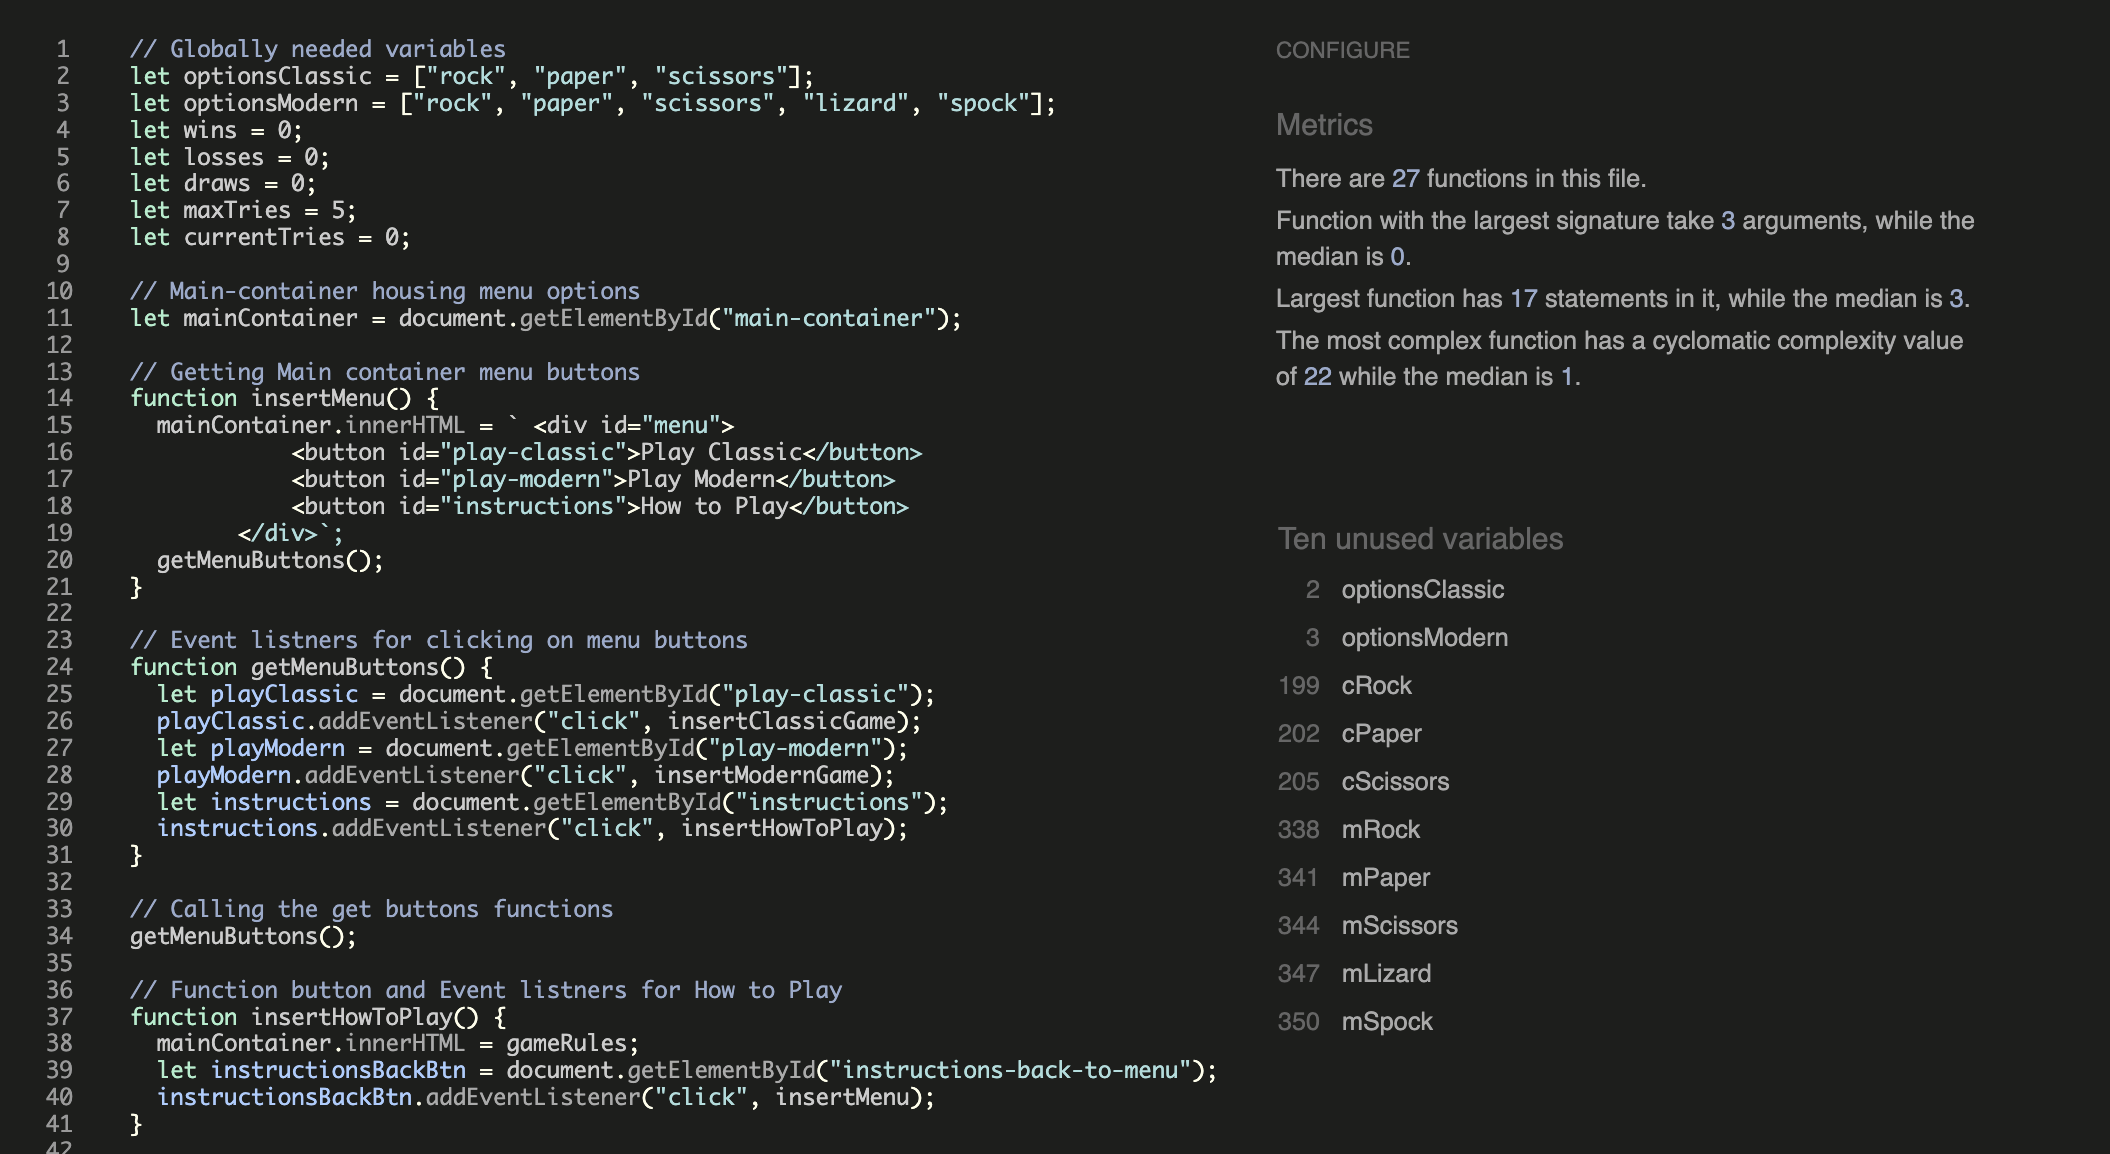 1 // Globally needed variables
2 let optionsClassic = ["rock", "paper", "scissors"];
3 let optionsModern = ["rock", "paper", "scissors", "lizard", "spock"];
4 let wins = 0;
5 let losses = 0;
6 let draws = 0;
7 let maxTries = 5;
8 let currentTries = 0;
9
10 // Main-container housing menu options
11 let mainContainer = document.getElementById("main-container");
12
13 // Getting Main container menu buttons
14 function insertMenu() {
15 mainContainer.innerHTML = ` <div id="menu">
16 <button id="play-classic">Play Classic</button>
17 <button id="play-modern">Play Modern</button>
18 <button id="instructions">How to Play</button>
19 </div>`;
20 getMenuButtons();
21 }
22
23 // Event listners for clicking on menu buttons
24 function getMenuButtons() {
25 let playClassic = document.getElementById("play-classic");
26 playClassic.addEventListener("click", insertClassicGame);
27 let playModern = document.getElementById("play-modern");
28 playModern.addEventListener("click", insertModernGame);
29 let instructions = document.getElementById("instructions");
30 instructions.addEventListener("click", insertHowToPlay);
31 }
32
33 // Calling the get buttons functions
34 getMenuButtons();
35
36 // Function button and Event listners for How to Play
37 function insertHowToPlay() {
38 mainContainer.innerHTML = gameRules;
39 let instructionsBackBtn = document.getElementById("instructions-back-to-menu");
40 instructionsBackBtn.addEventListener("click", insertMenu);
41 }
42
CONFIGURE
Metrics
There are 27 functions in this file.
Function with the largest signature take 3 arguments, while the
median is 0.
Largest function has 17 statements in it, while the median is 3.
The most complex function has a cyclomatic complexity value
of 22 while the median is 1.
Ten unused variables
2 optionsClassic
3 optionsModern
199 cRock
202 cPaper
205 cScissors
338 mRock
341 mPaper
344 mScissors
347 mLizard
350 mSpock